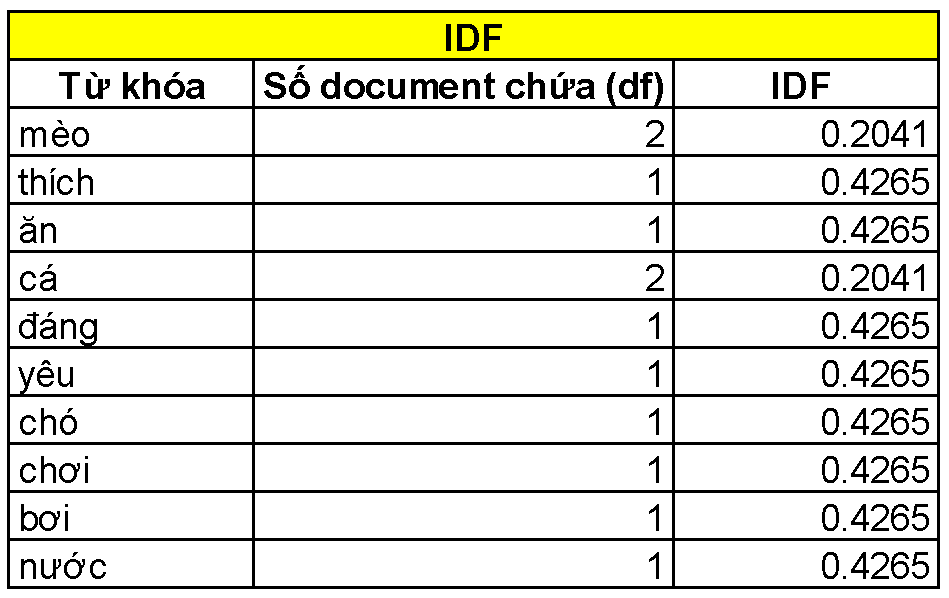 IDF
Từ khóa Số document chứa (df) IDF
mèo 2 0.2041
thích 1 0.4265
ăn 1 0.4265
cá 2 0.2041
đáng 1 0.4265
yêu 1 0.4265
chó 1 0.4265
chơi 1 0.4265
bơi 1 0.4265
nước 1 0.4265